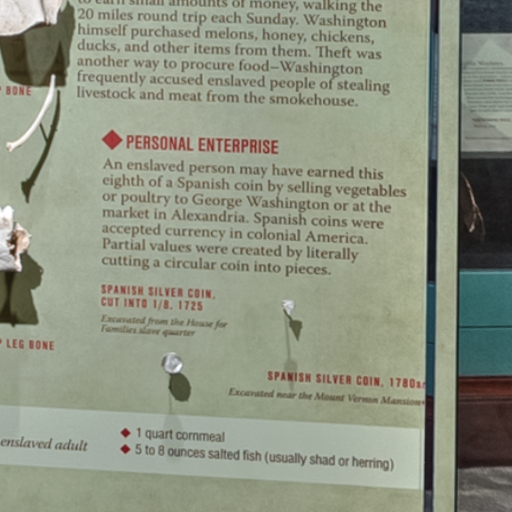 to earn small amounts of money, walking the
20 miles round trip each Sunday. Washington
himself purchased melons, honey, chickens,
ducks, and other items from them. Theft was
another way to procure food–Washington
frequently accused enslaved people of stealing
livestock and meat from the smokehouse.
BONE
PERSONAL ENTERPRISE
An enslaved person may have earned this
eighth of a Spanish coin by selling vegetables
or poultry to George Washington or at the
market in Alexandria. Spanish coins were
accepted currency in colonial America.
Partial values were created by literally
cutting a circular coin into pieces.
SPANISH SILVER COIN,
CUT INTO 1/8, 1725
Excavated from the House for
Families slave quarter
LEG BONE
SPANISH SILVER COIN, 1780s
Excavated near the Mount Vernon Mansion
enslaved adult
1 quart cornmeal
5 to 8 ounces salted fish (usually shad or herring)